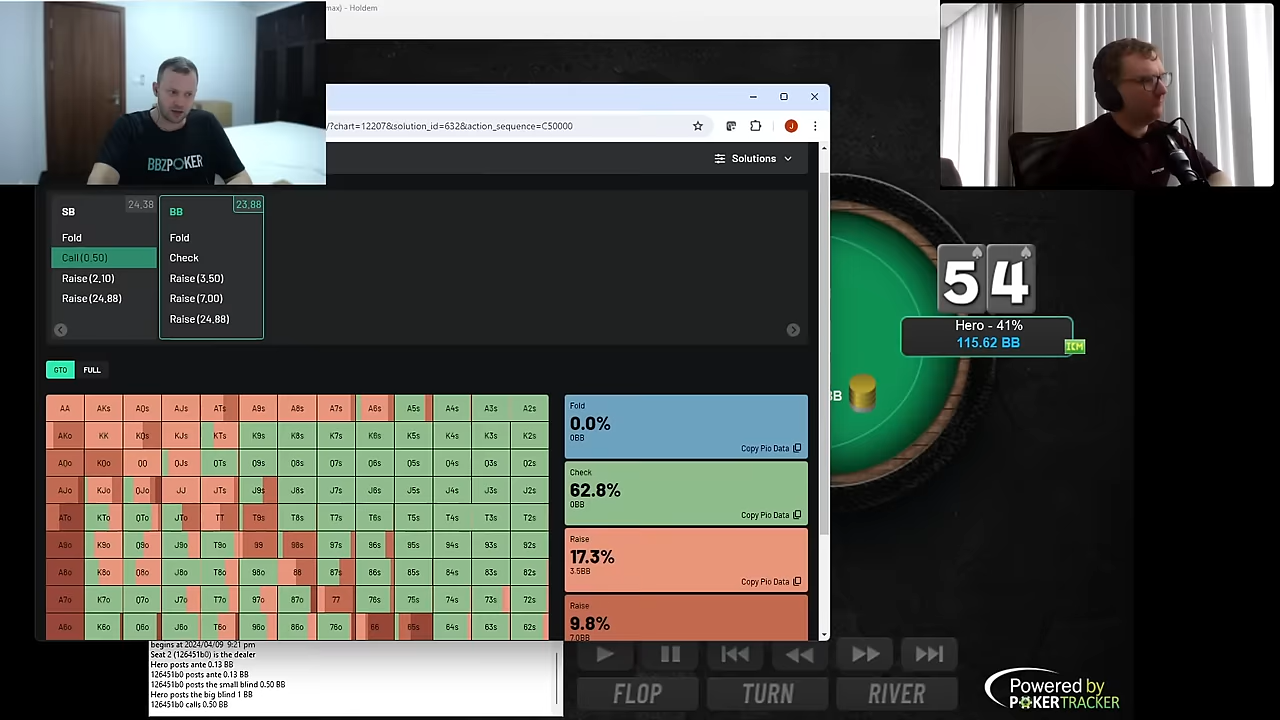 max) - Holdem
/?chart=12207&solution_id=632&action_sequence=C50000
J
Solutions
BBZPOKER
SB 24.38
Fold
Call (0.50)
Raise (2.10)
Raise (24.88)
BB 23.88
Fold
Check
Raise (3.50)
Raise (7.00)
Raise (24.88)
GTO FULL
AA AKs AQs AJs ATs A9s A8s A7s A6s A5s A4s A3s A2s
AKo KK KQs KJs KTs K9s K8s K7s K6s K5s K4s K3s K2s
AQo KQo QQ QJs QTs Q9s Q8s Q7s Q6s Q5s Q4s Q3s Q2s
AJo KJo QJo JJ JTs J9s J8s J7s J6s J5s J4s J3s J2s
ATo KTo QTo JTo TT T9s T8s T7s T6s T5s T4s T3s T2s
A9o K9o Q9o J9o T9o 99 98s 97s 96s 95s 94s 93s 92s
A8o K8o Q8o J8o T8o 98o 88 87s 86s 85s 84s 83s 82s
A7o K7o Q7o J7o T7o 97o 87o 77 76s 75s 74s 73s 72s
A6o K6o Q6o J6o T6o 96o 86o 76o 66 65s 64s 63s 62s
Fold
0.0%
0BB
Copy Pio Data
Check
62.8%
0BB
Copy Pio Data
Raise
17.3%
3.5BB
Copy Pio Data
Raise
9.8%
7.0BB
Copy Pio Data
5 4
Hero - 41%
115.62 BB
ICM
BB
begins at 2024/04/09 9:21 pm
Seat 2 (126451b0) is the dealer
Hero posts ante 0.13 BB
126451b0 posts ante 0.13 BB
126451b0 posts the small blind 0.50 BB
Hero posts the big blind 1 BB
126451b0 calls 0.50 BB
FLOP TURN RIVER
Powered by
POKERTRACKER